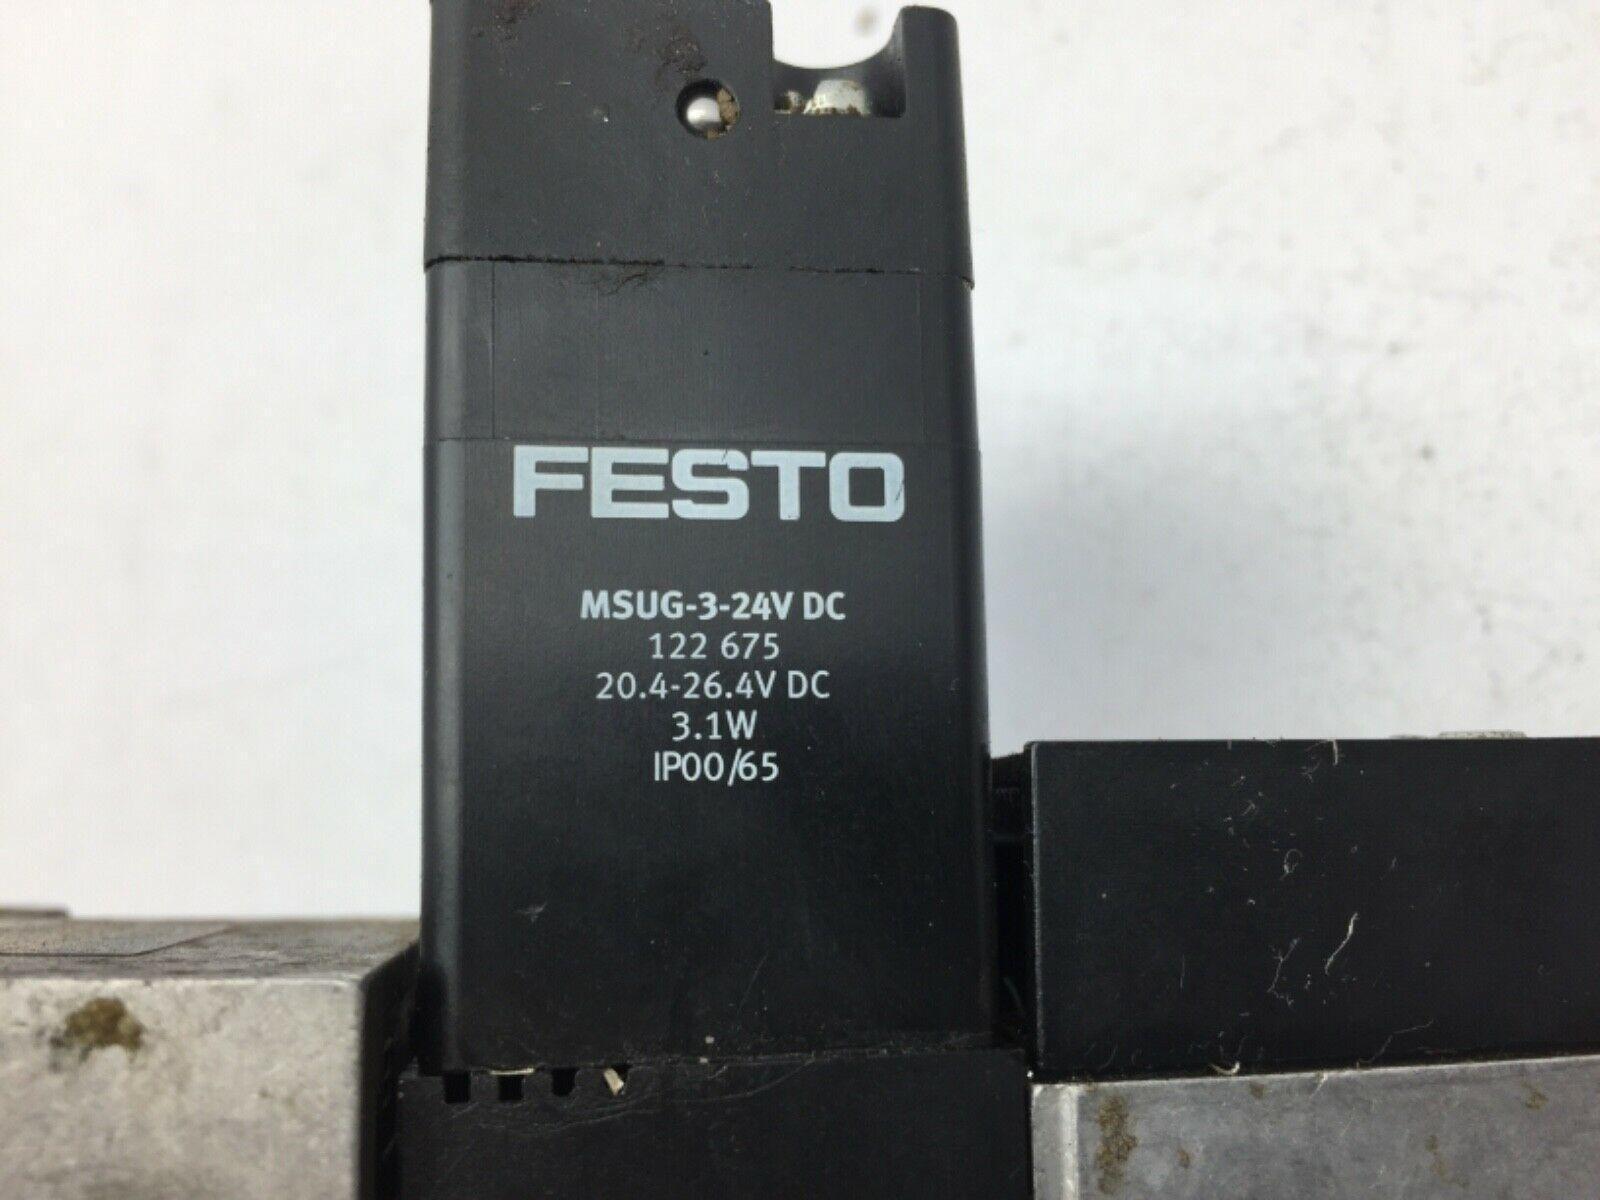 FESTO
MSUG-3-24V DC
122 675
20.4-26.4V DC
3.1W
IP00/65